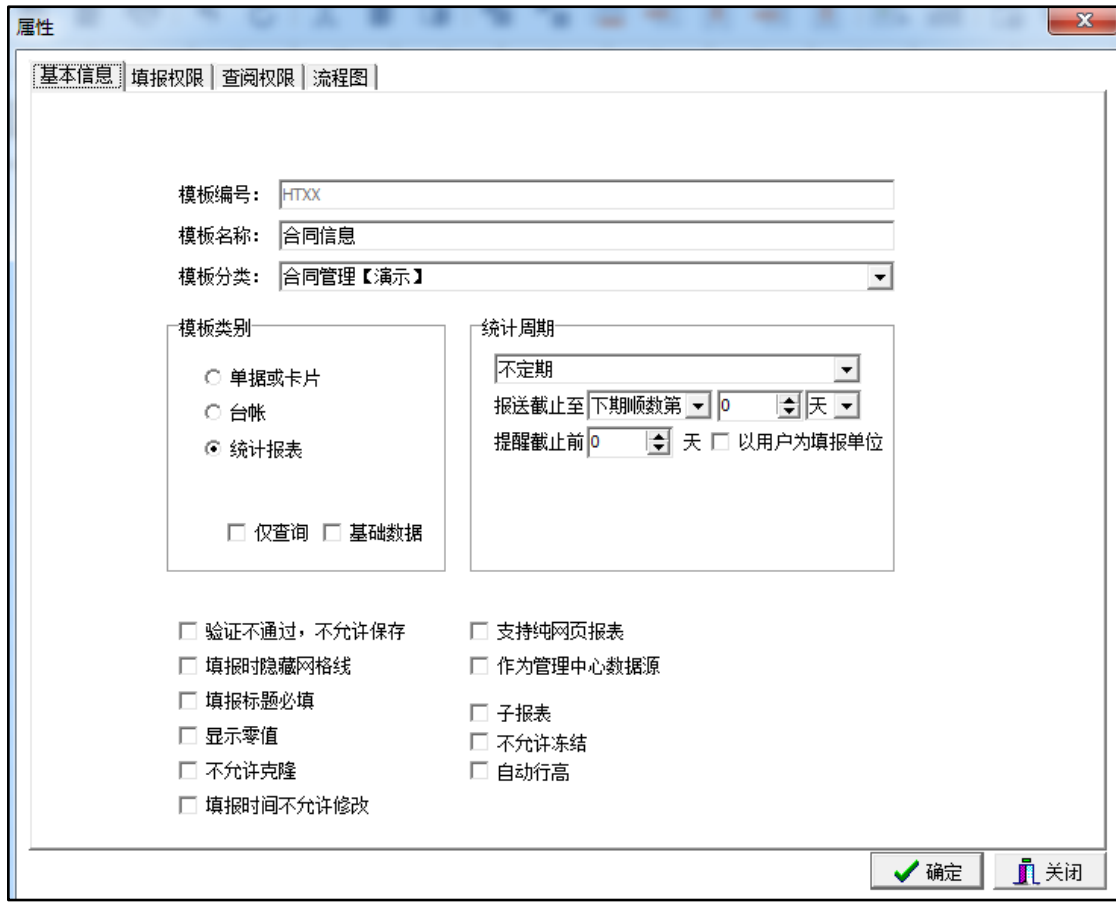 属性
基本信息 填报权限 查阅权限 流程图
模板编号： HTXX
模板名称： 合同信息
模板分类： 合同管理【演示】
模板类别
单据或卡片
台帐
统计报表
仅查询 基础数据
统计周期
不定期
报送截止至 下期顺数第 0 天
提醒截止前 0 天 以用户为填报单位
验证不通过，不允许保存
填报时隐藏网格线
填报标题必填
显示零值
不允许克隆
填报时间不允许修改
支持纯网页报表
作为管理中心数据源
子报表
不允许冻结
自动行高
确定 关闭